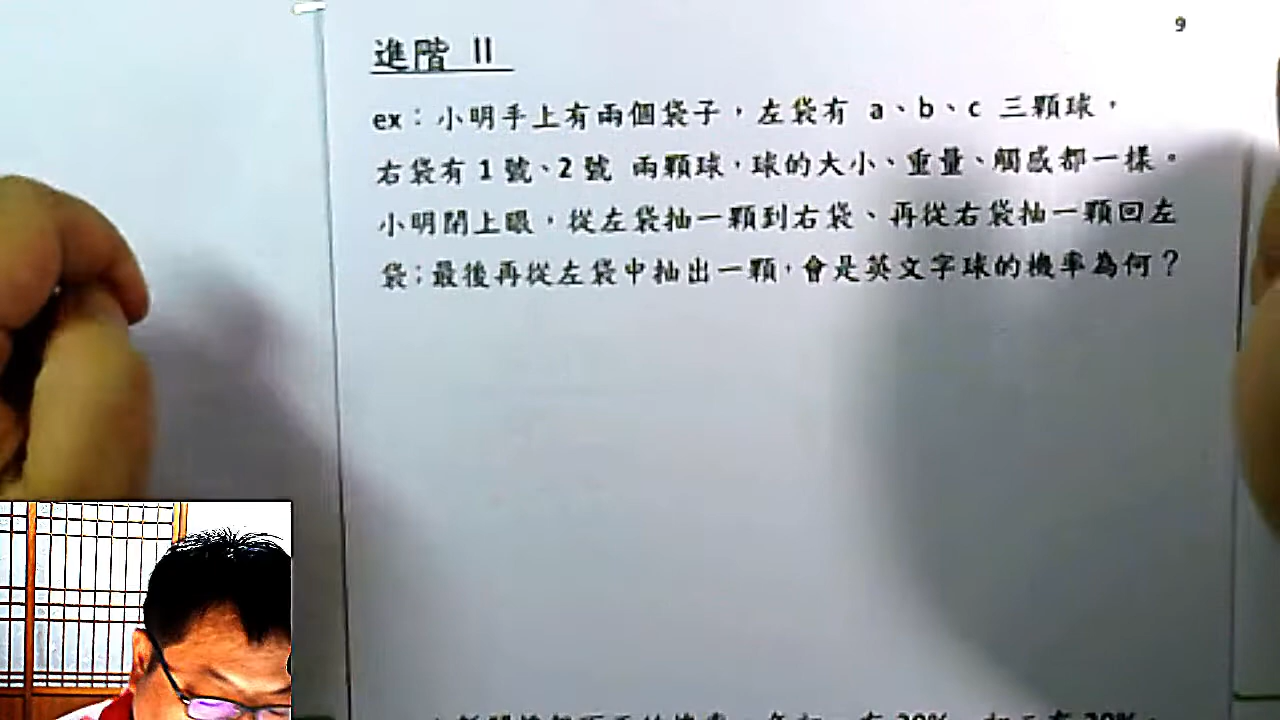 9
進階 II
ex：小明手上有兩個袋子，左袋有 a、b、c 三顆球，
右袋有 1 號、2 號 兩顆球，球的大小、重量、觸感都一樣。
小明閉上眼，從左袋抽一顆到右袋、再從右袋抽一顆回左
袋；最後再從左袋中抽出一顆，會是英文字球的機率為何？